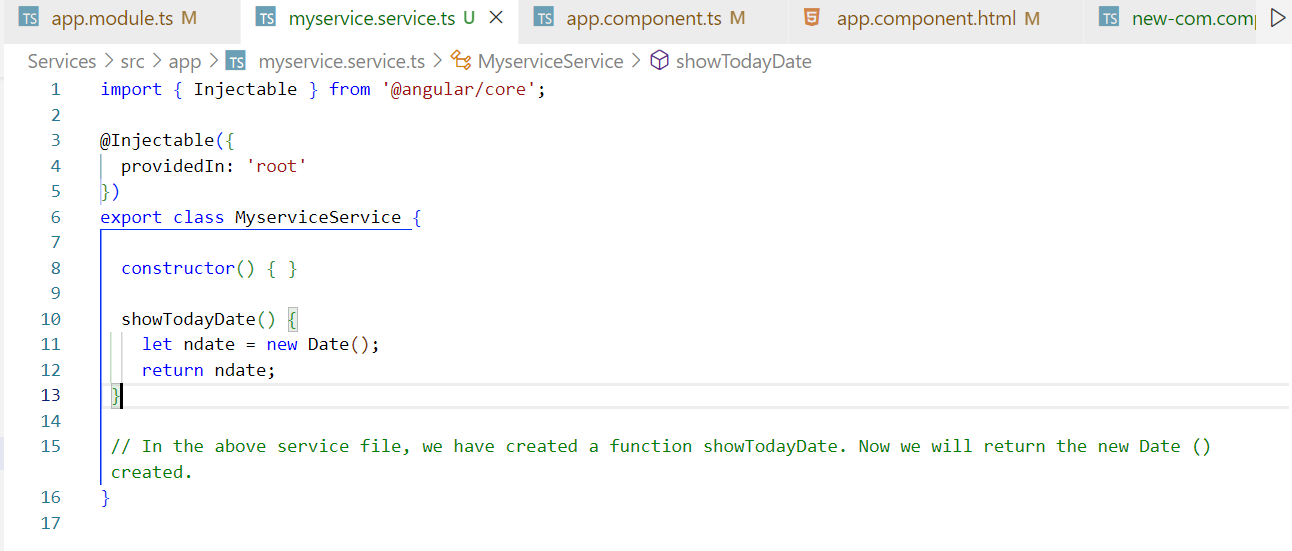 TS app.module.ts M TS myservice.service.ts U × TS app.component.ts M 5 app.component.html M TS new-com.comp
Services > src > app > TS myservice.service.ts > MyserviceService > showTodayDate
1 import { Injectable } from '@angular/core';
2
3 @Injectable({
4 providedIn: 'root'
5 })
6 export class MyserviceService {
7
8 constructor() { }
9
10 showTodayDate() {
11 let ndate = new Date();
12 return ndate;
13 }
14
15 // In the above service file, we have created a function showTodayDate. Now we will return the new Date ()
created.
16 }
17